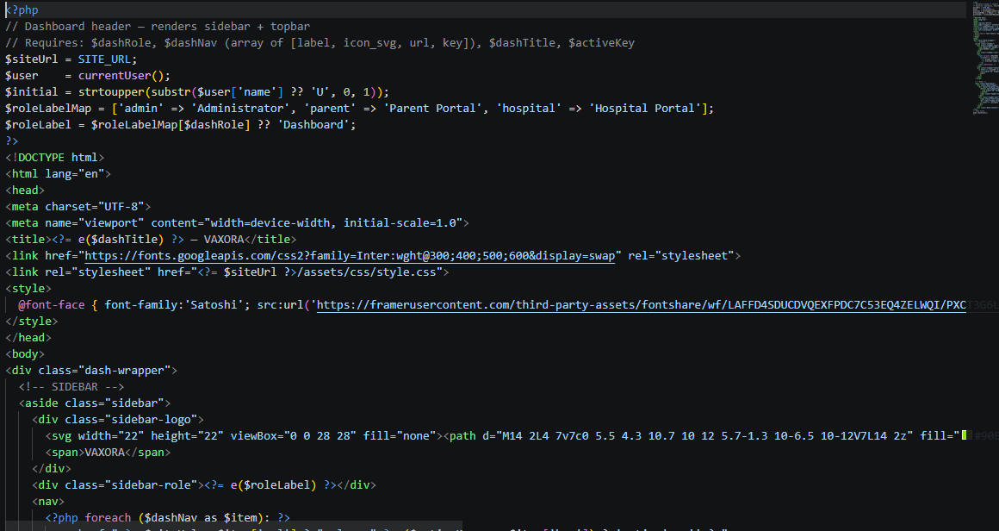 <?php
// Dashboard header — renders sidebar + topbar
// Requires: $dashRole, $dashNav (array of [label, icon_svg, url, key]), $dashTitle, $activeKey
$siteUrl = SITE_URL;
$user    = currentUser();
$initial = strtoupper(substr($user['name'] ?? 'U', 0, 1));
$roleLabelMap = ['admin' => 'Administrator', 'parent' => 'Parent Portal', 'hospital' => 'Hospital Portal'];
$roleLabel = $roleLabelMap[$dashRole] ?? 'Dashboard';
?>
<!DOCTYPE html>
<html lang="en">
<head>
<meta charset="UTF-8">
<meta name="viewport" content="width=device-width, initial-scale=1.0">
<title><?= e($dashTitle) ?> — VAXORA</title>
<link href="https://fonts.googleapis.com/css2?family=Inter:wght@300;400;500;600&display=swap" rel="stylesheet">
<link rel="stylesheet" href="<?= $siteUrl ?>/assets/css/style.css">
<style>
  @font-face { font-family:'Satoshi'; src:url('https://framerusercontent.com/third-party-assets/fontshare/wf/LAFFD4SDUCDVQEXFPDC7C53EQ4ZELWQI/PXCT3G6L
</style>
</head>
<body>
<div class="dash-wrapper">
  <!-- SIDEBAR -->
  <aside class="sidebar">
    <div class="sidebar-logo">
      <svg width="22" height="22" viewBox="0 0 28 28" fill="none"><path d="M14 2L4 7v7c0 5.5 4.3 10.7 10 12 5.7-1.3 10-6.5 10-12V7L14 2z" fill="
      <span>VAXORA</span>
    </div>
    <div class="sidebar-role"><?= e($roleLabel) ?></div>
    <nav>
      <?php foreach ($dashNav as $item): ?>